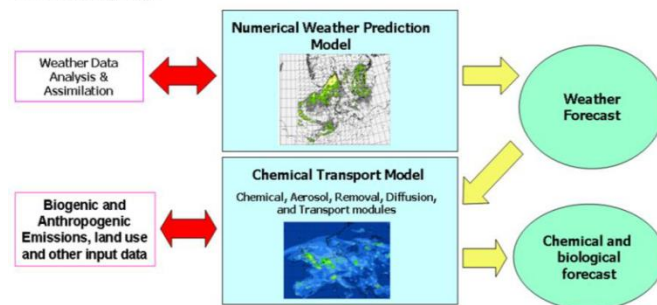 Numerical Weather Prediction
Model
Weather Data
Analysis &
Assimilation
Weather
Forecast
Chemical Transport Model
Chemical, Aerosol, Removal, Diffusion,
and Transport modules
Biogenic and
Anthropogenic
Emissions, land use
and other input data
Chemical and
biological
forecast